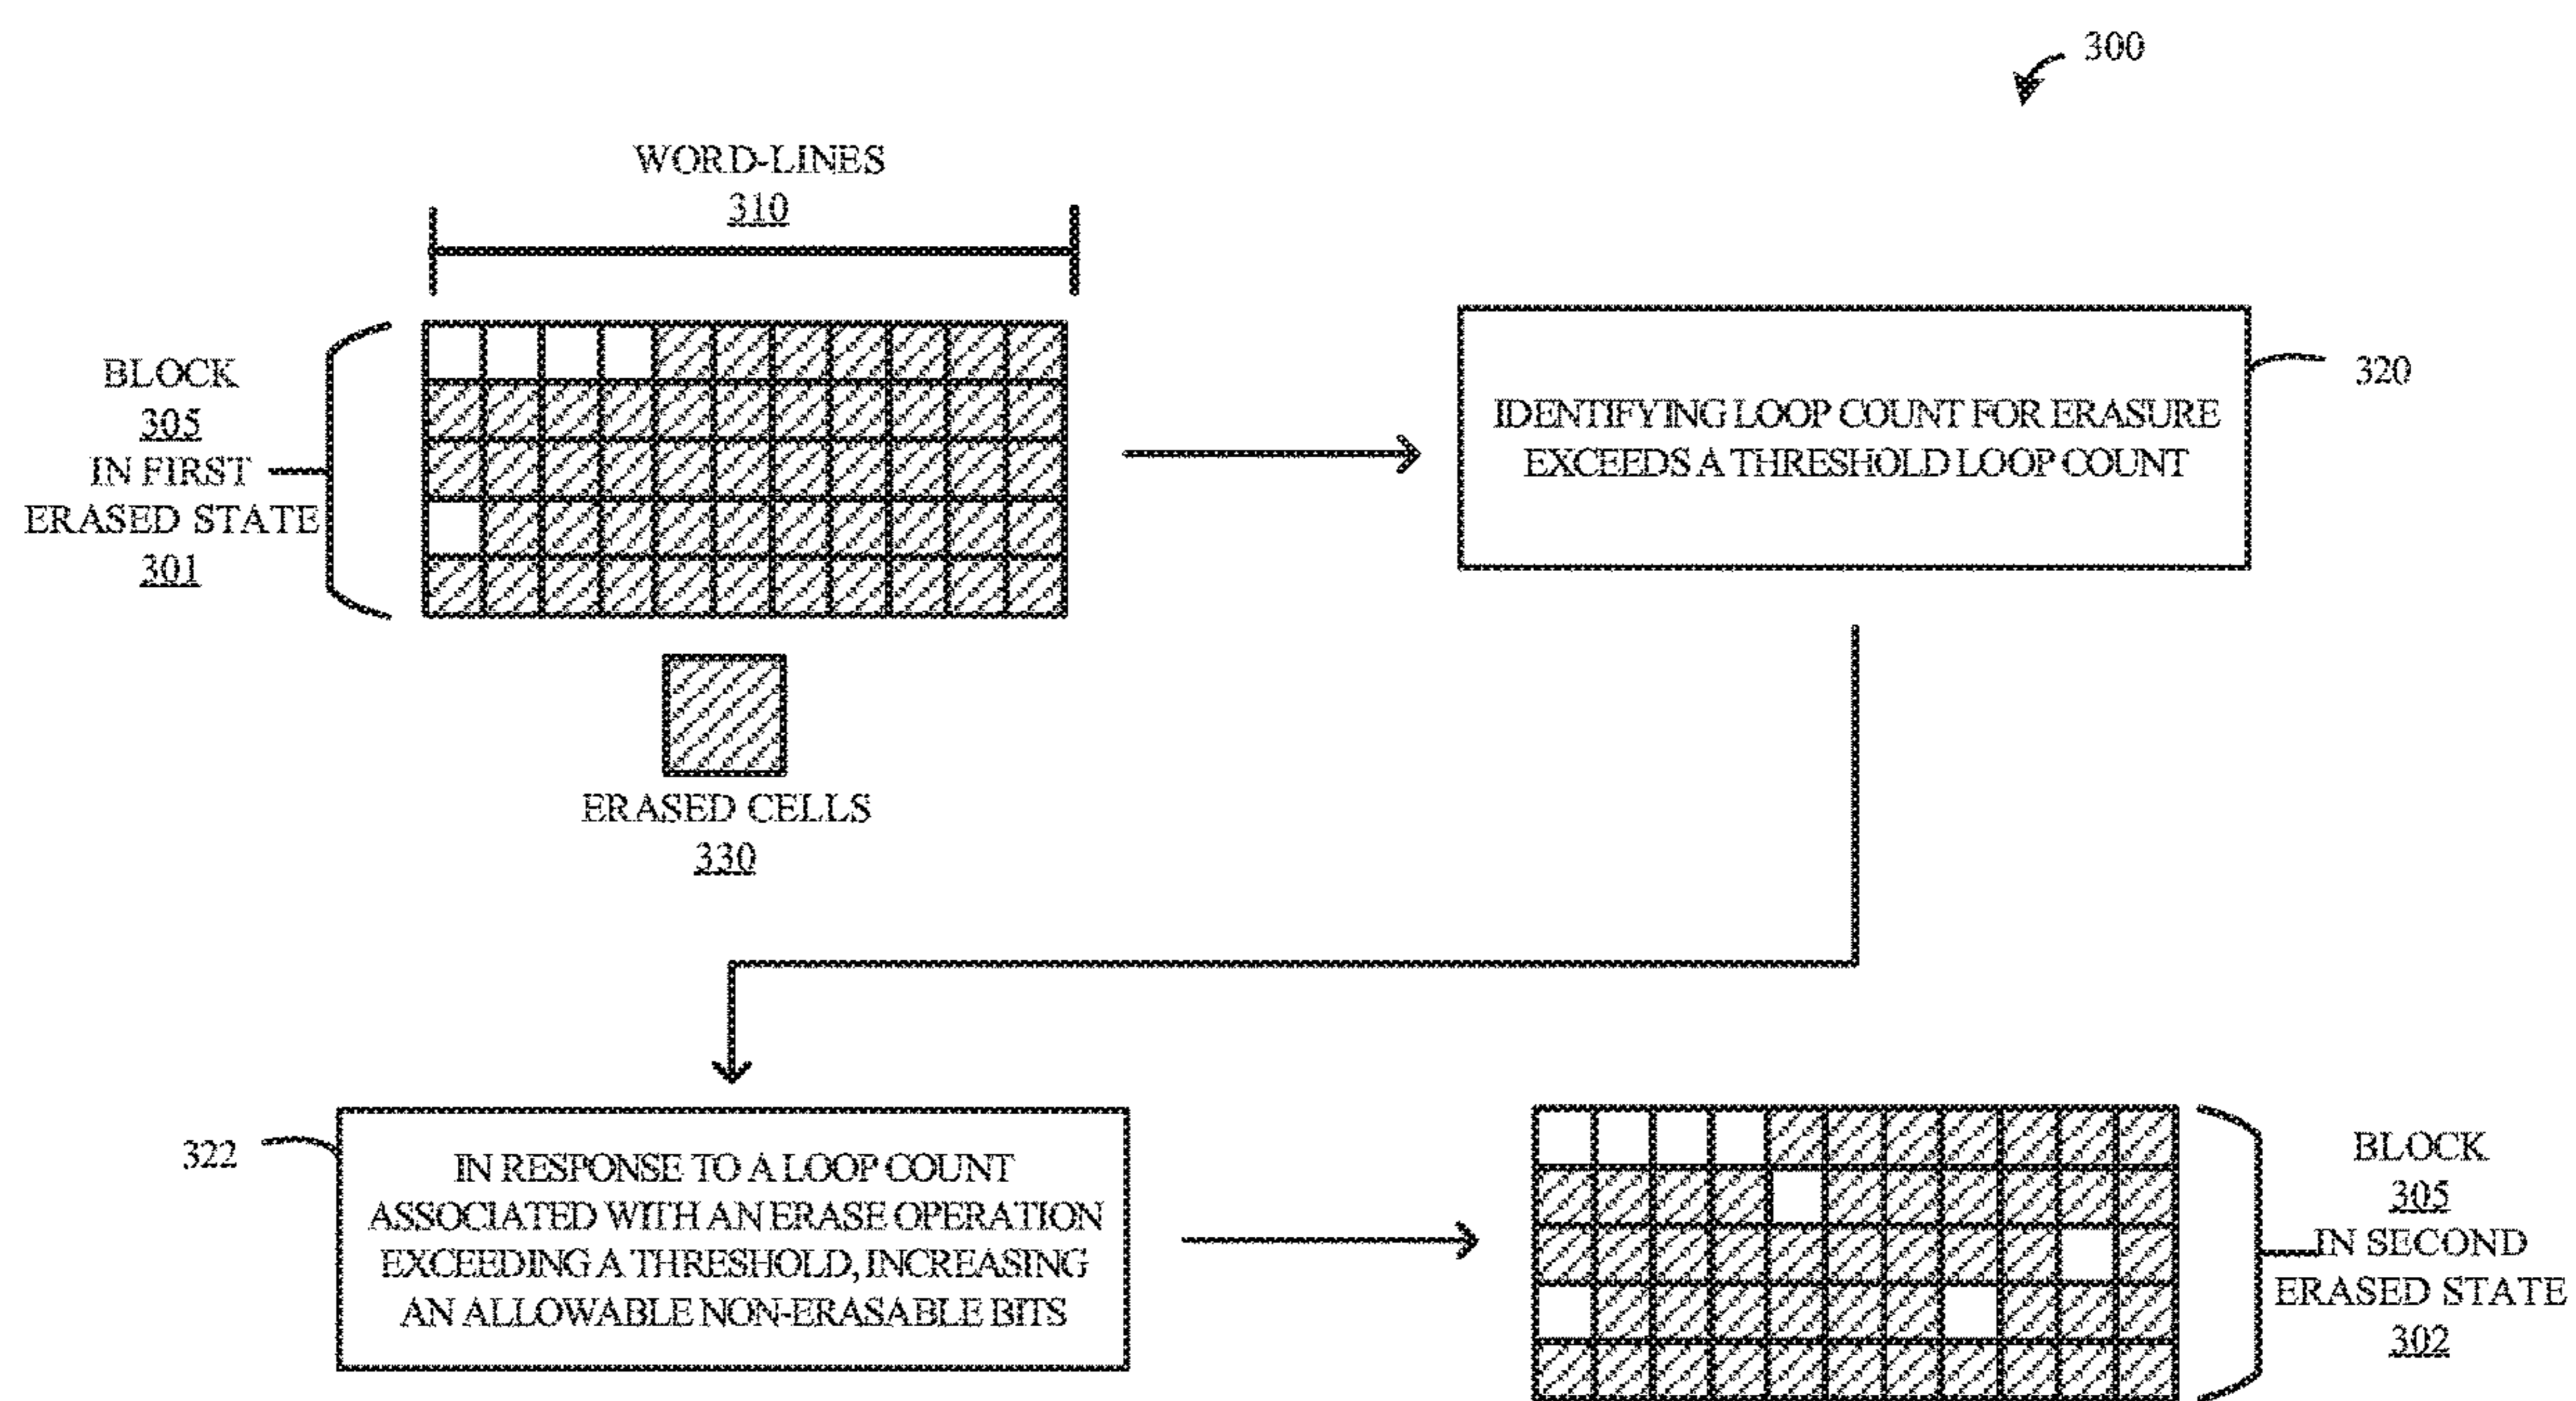 300
WORD-LINES
310
BLOCK
305
IN FIRST
ERASED STATE
301
IDENTIFYING LOOP COUNT FOR ERASURE
EXCEEDS A THRESHOLD LOOP COUNT
320
ERASED CELLS
330
322
IN RESPONSE TO A LOOP COUNT
ASSOCIATED WITH AN ERASE OPERATION
EXCEEDING A THRESHOLD, INCREASING
AN ALLOWABLE NON-ERASABLE BITS
BLOCK
305
IN SECOND
ERASED STATE
302